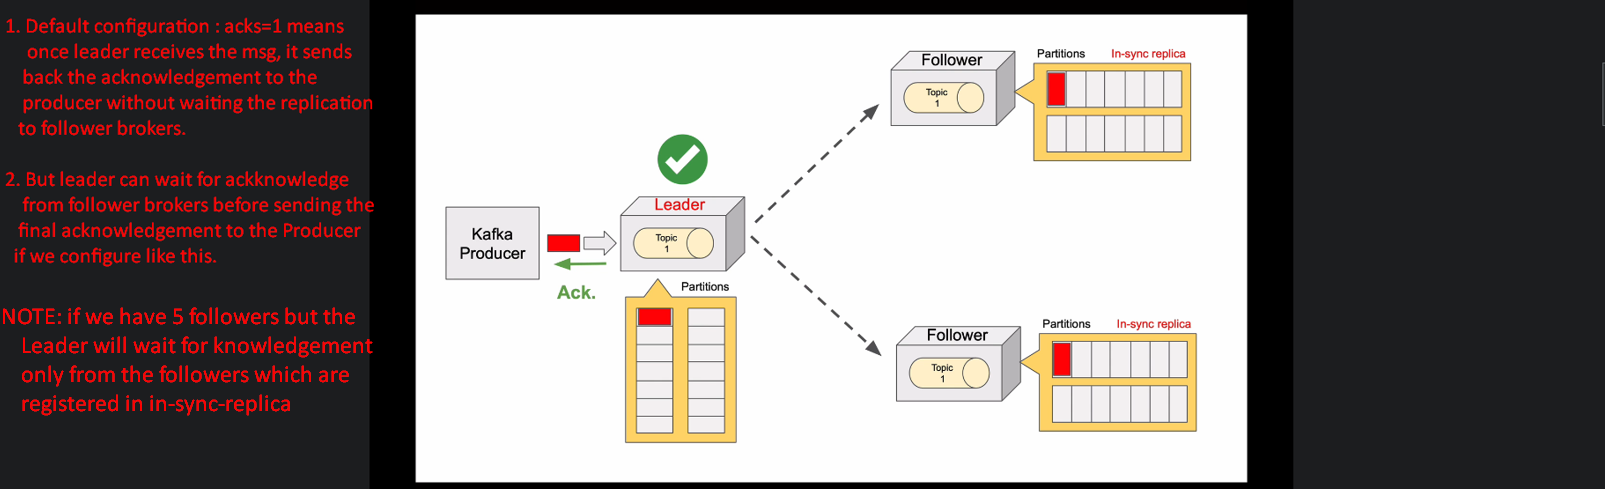 1. Default configuration : acks=1 means
once leader receives the msg, it sends
back the acknowledgement to the
producer without waiting the replication
to follower brokers.
2. But leader can wait for ackknowledge
from follower brokers before sending the
final acknowledgement to the Producer
if we configure like this.
NOTE: if we have 5 followers but the
Leader will wait for knowledgement
only from the followers which are
registered in in-sync-replica
Kafka
Producer
Ack.
Leader
Topic
1
Partitions
Follower
Topic
1
Partitions
In-sync replica
Follower
Topic
1
Partitions
In-sync replica